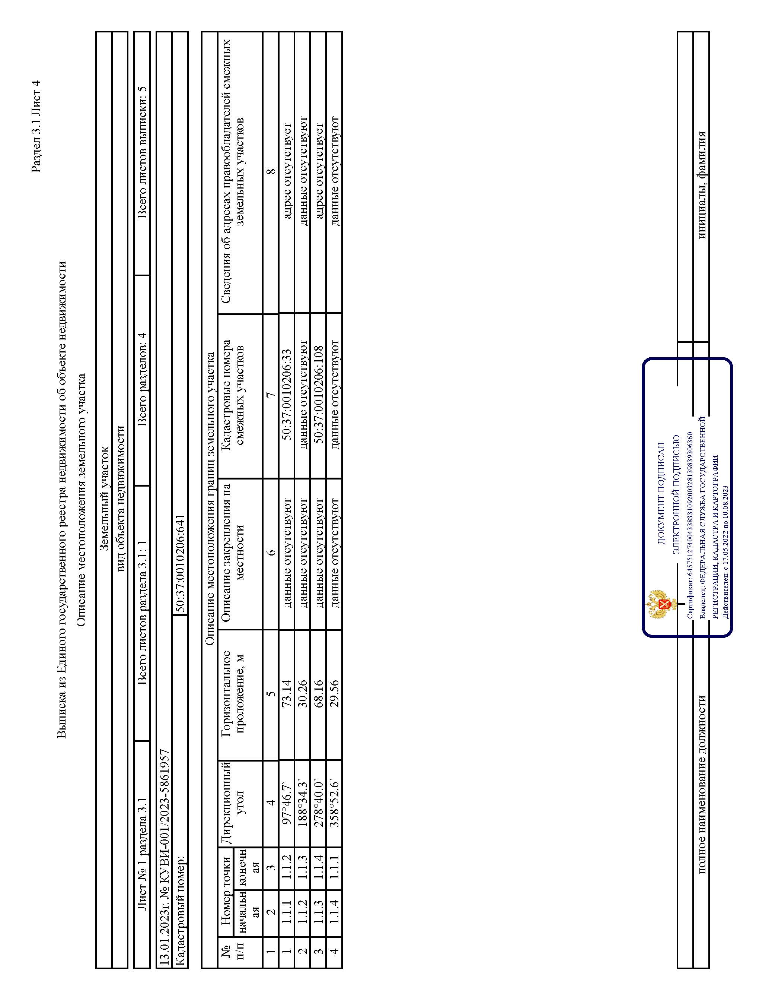 Раздел 3.1 Лист 4
Выписка из Единого государственного реестра недвижимости об объекте недвижимости
Описание местоположения земельного участка
Земельный участок
вид объекта недвижимости
Лист № 1 раздела 3.1 Всего листов раздела 3.1: 1 Всего разделов: 4 Всего листов выписки: 5
13.01.2023г. № КУВИ-001/2023-5861957
Кадастровый номер: 50:37:0010206:641
Описание местоположения границ земельного участка
№ Номер точки Дирекционный Горизонтальное Описание закрепления на Кадастровые номера Сведения об адресах правообладателей смежных
п/п начальн конечн угол проложение, м местности смежных участков земельных участков
ая ая
1 2 3 4 5 6 7 8
1 1.1.1 1.1.2 97°46.7` 73.14 данные отсутствуют 50:37:0010206:33 адрес отсутствует
2 1.1.2 1.1.3 188°34.3` 30.26 данные отсутствуют данные отсутствуют данные отсутствуют
3 1.1.3 1.1.4 278°40.0` 68.16 данные отсутствуют 50:37:0010206:108 адрес отсутствует
4 1.1.4 1.1.1 358°52.6` 29.56 данные отсутствуют данные отсутствуют данные отсутствуют
ДОКУМЕНТ ПОДПИСАН
ЭЛЕКТРОННОЙ ПОДПИСЬЮ
Сертификат: 64575127400433833109200328139839306360
Владелец: ФЕДЕРАЛЬНАЯ СЛУЖБА ГОСУДАРСТВЕННОЙ
РЕГИСТРАЦИИ, КАДАСТРА И КАРТОГРАФИИ
Действителен: с 17.05.2022 по 10.08.2023
полное наименование должности инициалы, фамилия